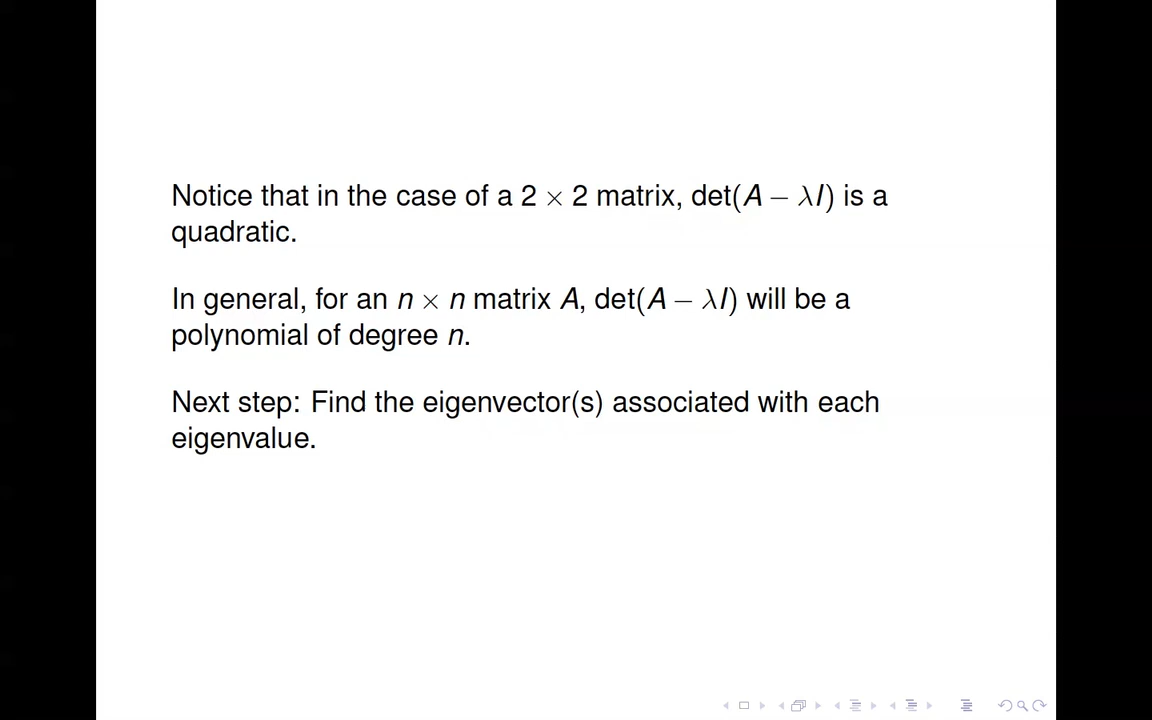 Notice that in the case of a 2 × 2 matrix, det(A − λI) is a
quadratic.
In general, for an n × n matrix A, det(A − λI) will be a
polynomial of degree n.
Next step: Find the eigenvector(s) associated with each
eigenvalue.